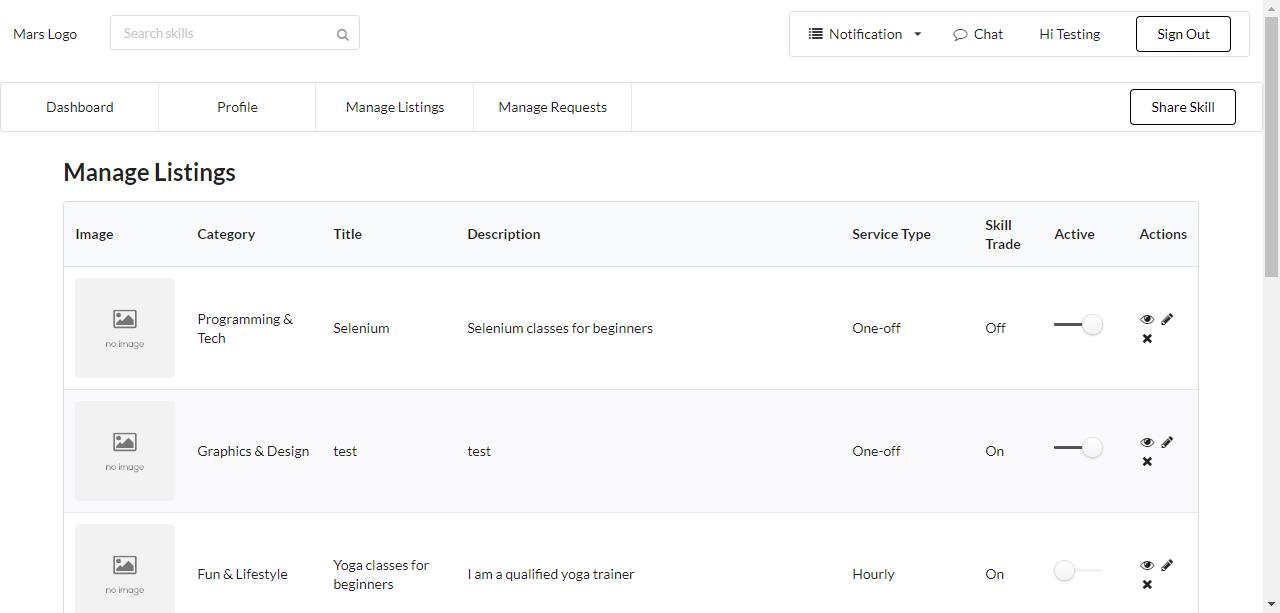 Mars Logo
Search skills
Notification
Chat
Hi Testing
Sign Out
Dashboard
Profile
Manage Listings
Manage Requests
Share Skill
Manage Listings
Image
Category
Title
Description
Service Type
Skill
Trade
Active
Actions
no image
Programming &
Tech
Selenium
Selenium classes for beginners
One-off
Off
no image
Graphics & Design
test
test
One-off
On
no image
Fun & Lifestyle
Yoga classes for
beginners
I am a qualified yoga trainer
Hourly
On